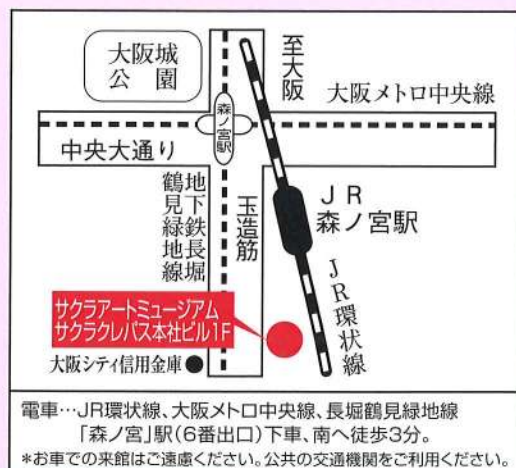 大阪城
公園
至大阪
大阪メトロ中央線
森ノ宮駅
中央大通り
地下鉄長堀
鶴見緑地線
玉造筋
JR
森ノ宮駅
JR環状線
サクラアートミュージアム
サクラクレパス本社ビル1F
大阪シティ信用金庫
電車…JR環状線、大阪メトロ中央線、長堀鶴見緑地線
「森ノ宮」駅(6番出口)下車、南へ徒歩3分。
*お車での来館はご遠慮ください。公共の交通機関をご利用ください。